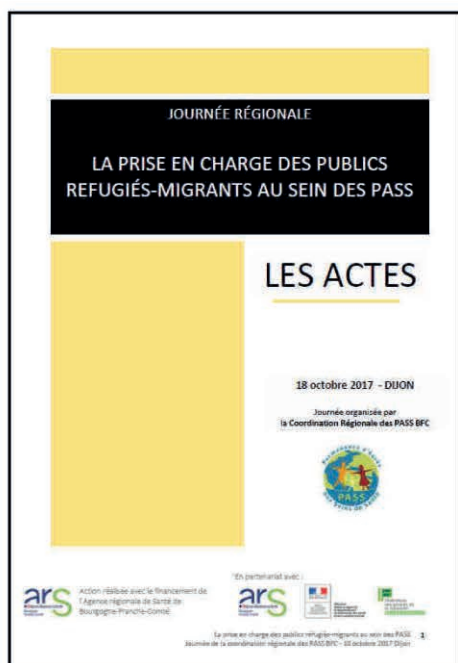 JOURNÉE RÉGIONALE
LA PRISE EN CHARGE DES PUBLICS
REFUGIÉS-MIGRANTS AU SEIN DES PASS
LES ACTES
18 octobre 2017 - DIJON
Journée organisée par
la Coordination Régionale des PASS BFC
PASS
En partenariat avec :
ars
Action réalisée avec le financement de
l'Agence régionale de Santé de
Bourgogne-Franche-Comté
ars
La prise en charge des publics réfugiés-migrants au sein des PASS 1
Journée de la coordination régionale des PASS BFC - 18 octobre 2017 Dijon